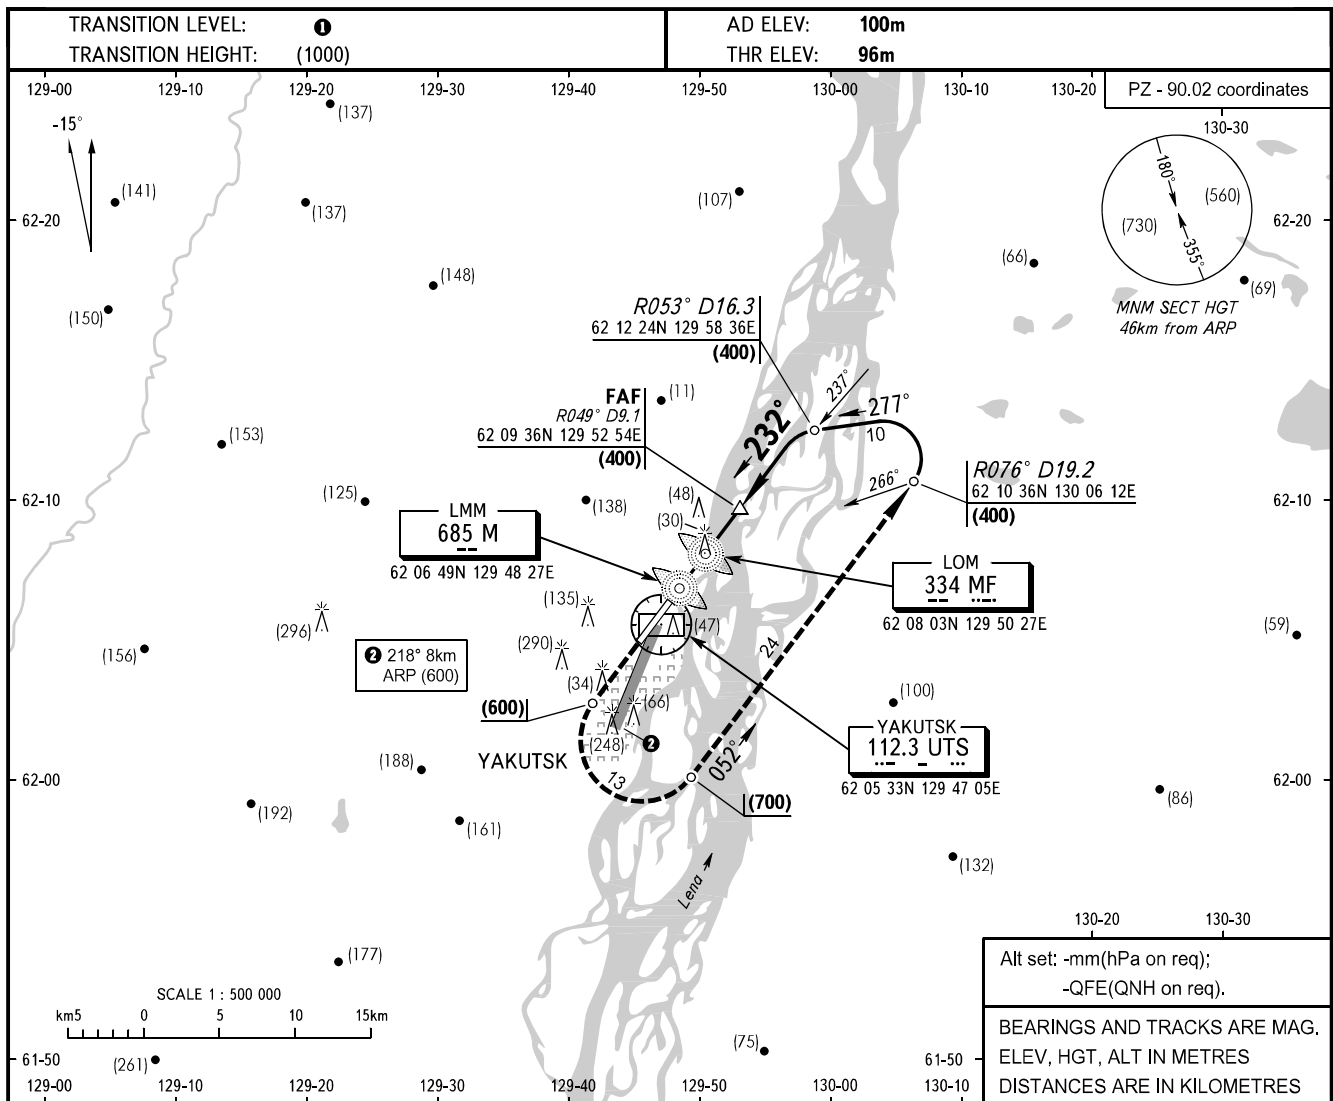 TRANSITION LEVEL: ❶
TRANSITION HEIGHT: (1000)
AD ELEV: 100m
THR ELEV: 96m
129-00 129-10 129-20 129-30 129-40 129-50 130-00 130-10 130-20
PZ - 90.02 coordinates
130-30
-15°
(137)
(141)
(137)
(107)
180°
(560)
(730)
355°
62-20
62-20
(148)
(66)
(69)
(150)
MNM SECT HGT
46km from ARP
R053° D16.3
62 12 24N 129 58 36E
(400)
FAF
R049° D9.1
62 09 36N 129 52 54E
(400)
(11)
237°
277°
232°
10
(153)
R076° D19.2
62 10 36N 130 06 12E
(400)
266°
62-10
62-10
(125)
(138)
(48)
(30)
LMM
685 M
62 06 49N 129 48 27E
LOM
334 MF
62 08 03N 129 50 27E
(135)
(296)
(47)
(59)
(156)
(290)
24
❷ 218° 8km
ARP (600)
(34)
(66)
(100)
(600)
(248)
❷
YAKUTSK
112.3 UTS
62 05 33N 129 47 05E
YAKUTSK
052°
13
(188)
62-00
62-00
(700)
(86)
(192)
(161)
(132)
Lena
130-20 130-30
(177)
Alt set: -mm(hPa on req);
-QFE(QNH on req).
SCALE 1 : 500 000
km5 0 5 10 15km
BEARINGS AND TRACKS ARE MAG.
ELEV, HGT, ALT IN METRES
DISTANCES ARE IN KILOMETRES
(75)
61-50
(261)
61-50
129-00 129-10 129-20 129-30 129-40 129-50 130-00 130-10